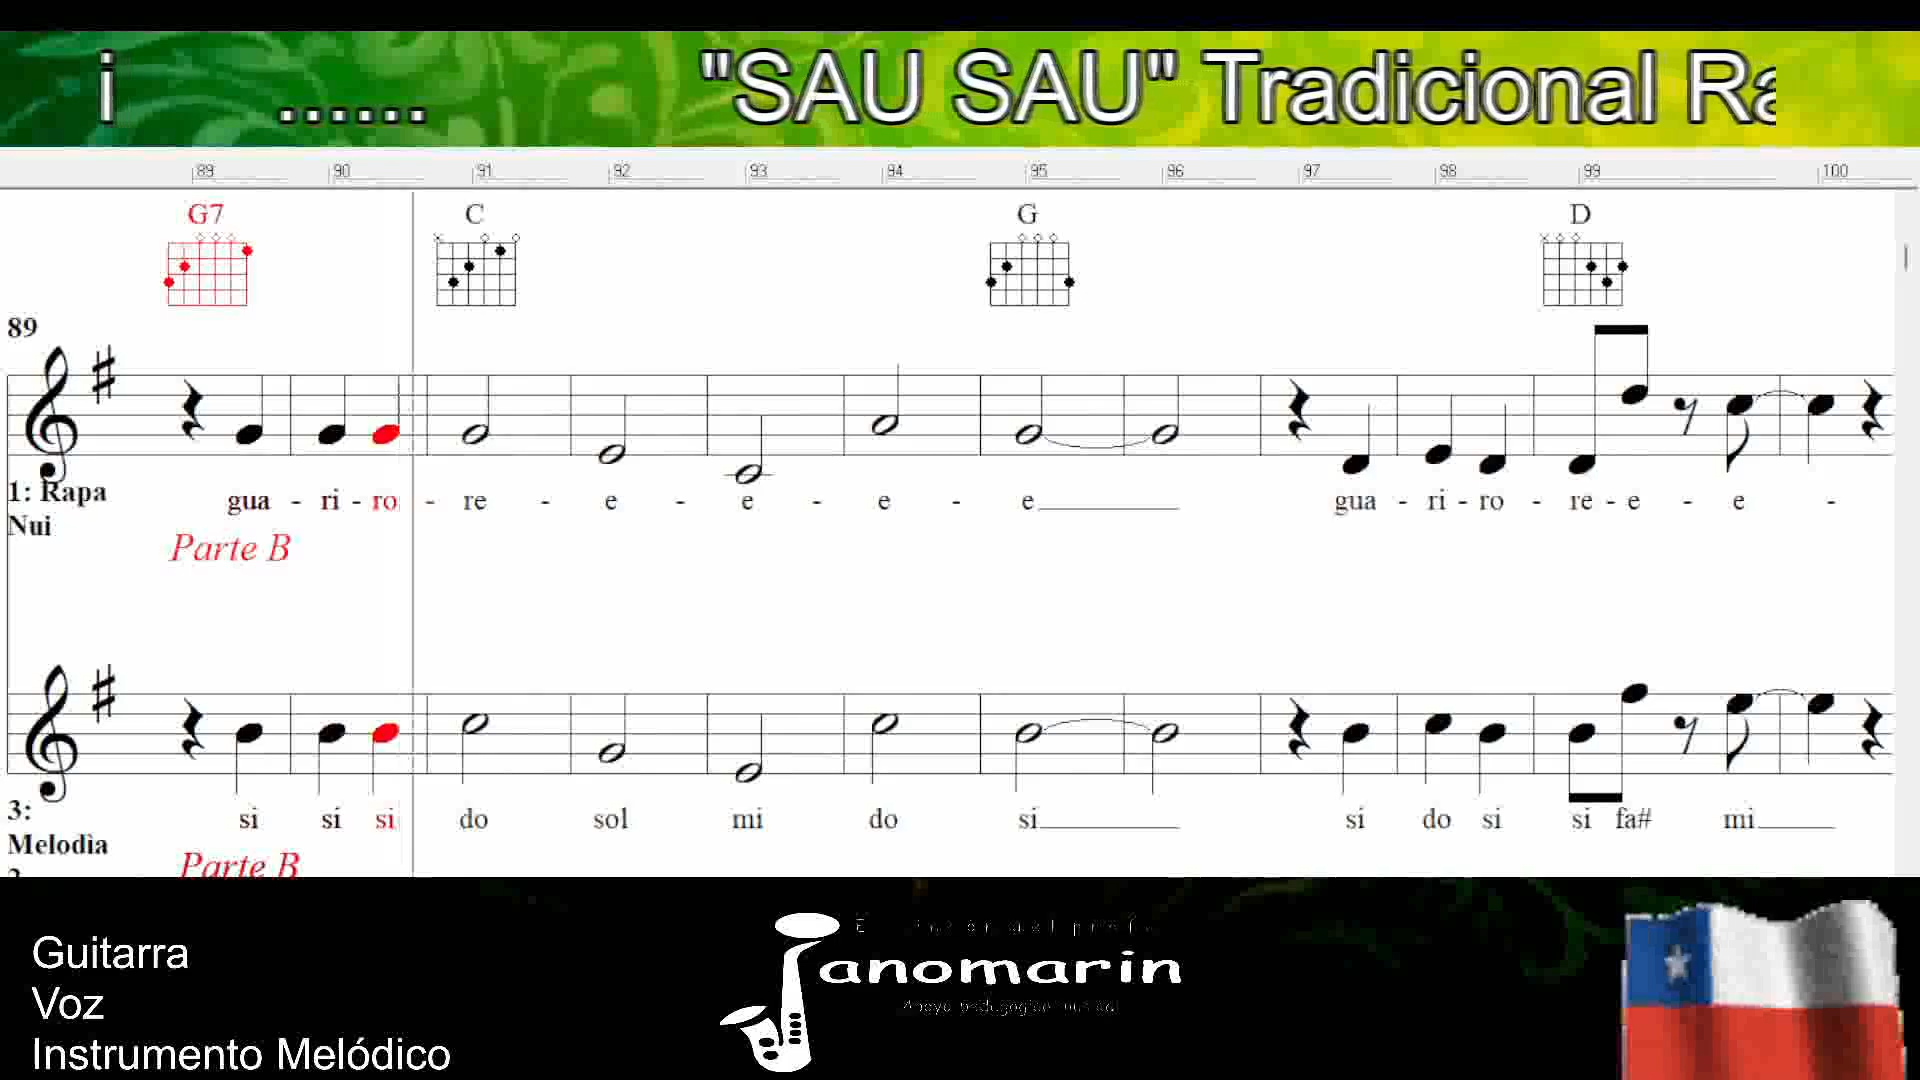 i ...... "SAU SAU" Tradicional Ra
89 90 91 92 93 94 95 96 97 98 99 100
G7 C G D
89
1: Rapa Nui
gua - ri - ro - re - e - e - e - e gua - ri - ro - re - e - e -
Parte B
3: Melodìa 2
si si si do sol mi do si si do si si fa# mi
Parte B
Guitarra
Voz
Instrumento Melódico
anomarin